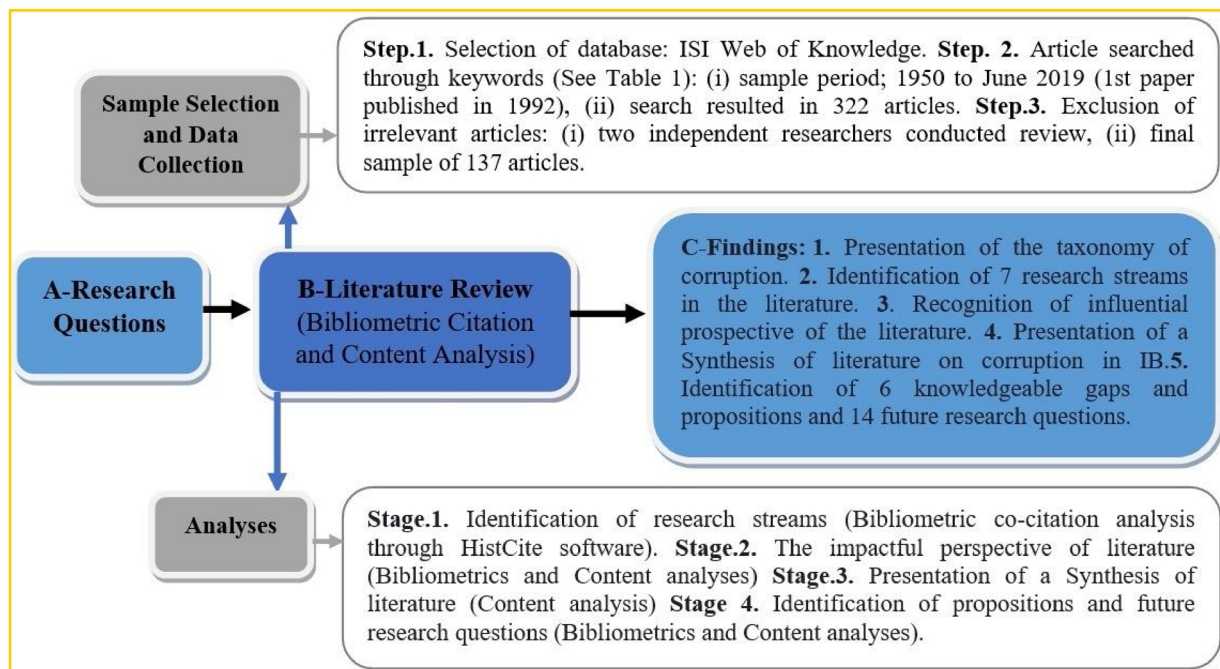 Sample Selection
and Data
Collection
Step.1. Selection of database: ISI Web of Knowledge. Step. 2. Article searched
through keywords (See Table 1): (i) sample period; 1950 to June 2019 (1st paper
published in 1992), (ii) search resulted in 322 articles. Step.3. Exclusion of
irrelevant articles: (i) two independent researchers conducted review, (ii) final
sample of 137 articles.
A-Research
Questions
B-Literature Review
(Bibliometric Citation
and Content Analysis)
C-Findings: 1. Presentation of the taxonomy of
corruption. 2. Identification of 7 research streams
in the literature. 3. Recognition of influential
prospective of the literature. 4. Presentation of a
Synthesis of literature on corruption in IB.5.
Identification of 6 knowledgeable gaps and
propositions and 14 future research questions.
Analyses
Stage.1. Identification of research streams (Bibliometric co-citation analysis
through HistCite software). Stage.2. The impactful perspective of literature
(Bibliometrics and Content analyses) Stage.3. Presentation of a Synthesis of
literature (Content analysis) Stage 4. Identification of propositions and future
research questions (Bibliometrics and Content analyses).